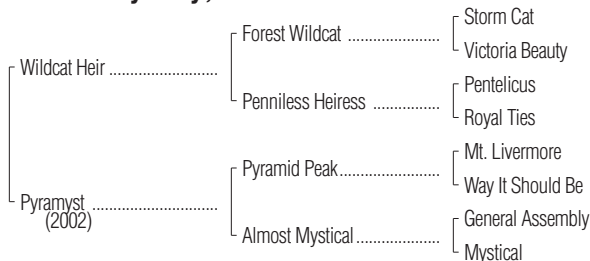 Storm Cat
Forest Wildcat ....................
Victoria Beauty
Wildcat Heir .......................
Pentelicus
Penniless Heiress ...............
Royal Ties
Mt. Livermore
Pyramid Peak.....................
Way It Should Be
Pyramyst ...........................
(2002)
General Assembly
Almost Mystical..................
Mystical